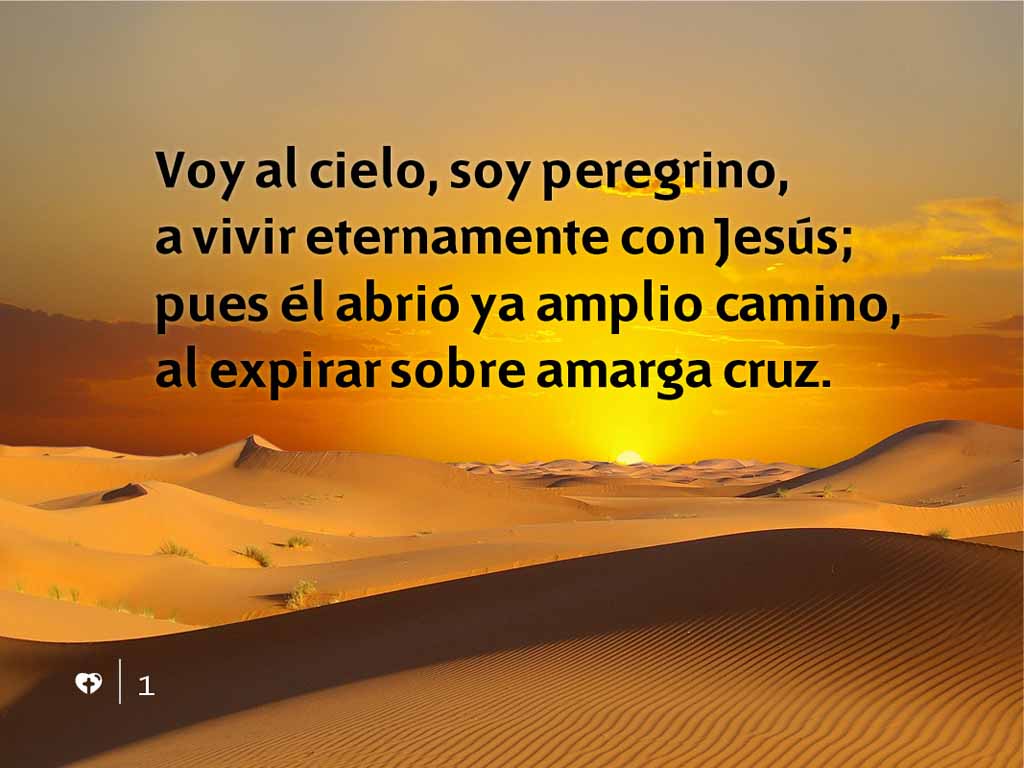 Voy al cielo, soy peregrino,
a vivir eternamente con Jesús;
pues él abrió ya amplio camino,
al expirar sobre amarga cruz.
1